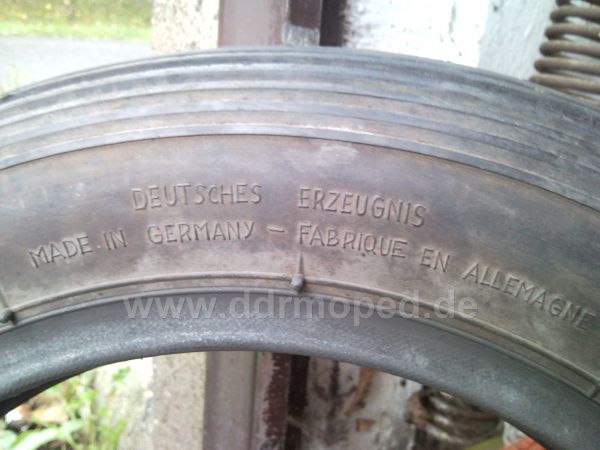 DEUTSCHES ERZEUGNIS
MADE IN GERMANY - FABRIQUE EN ALLEMAGNE
www.ddrmoped.de